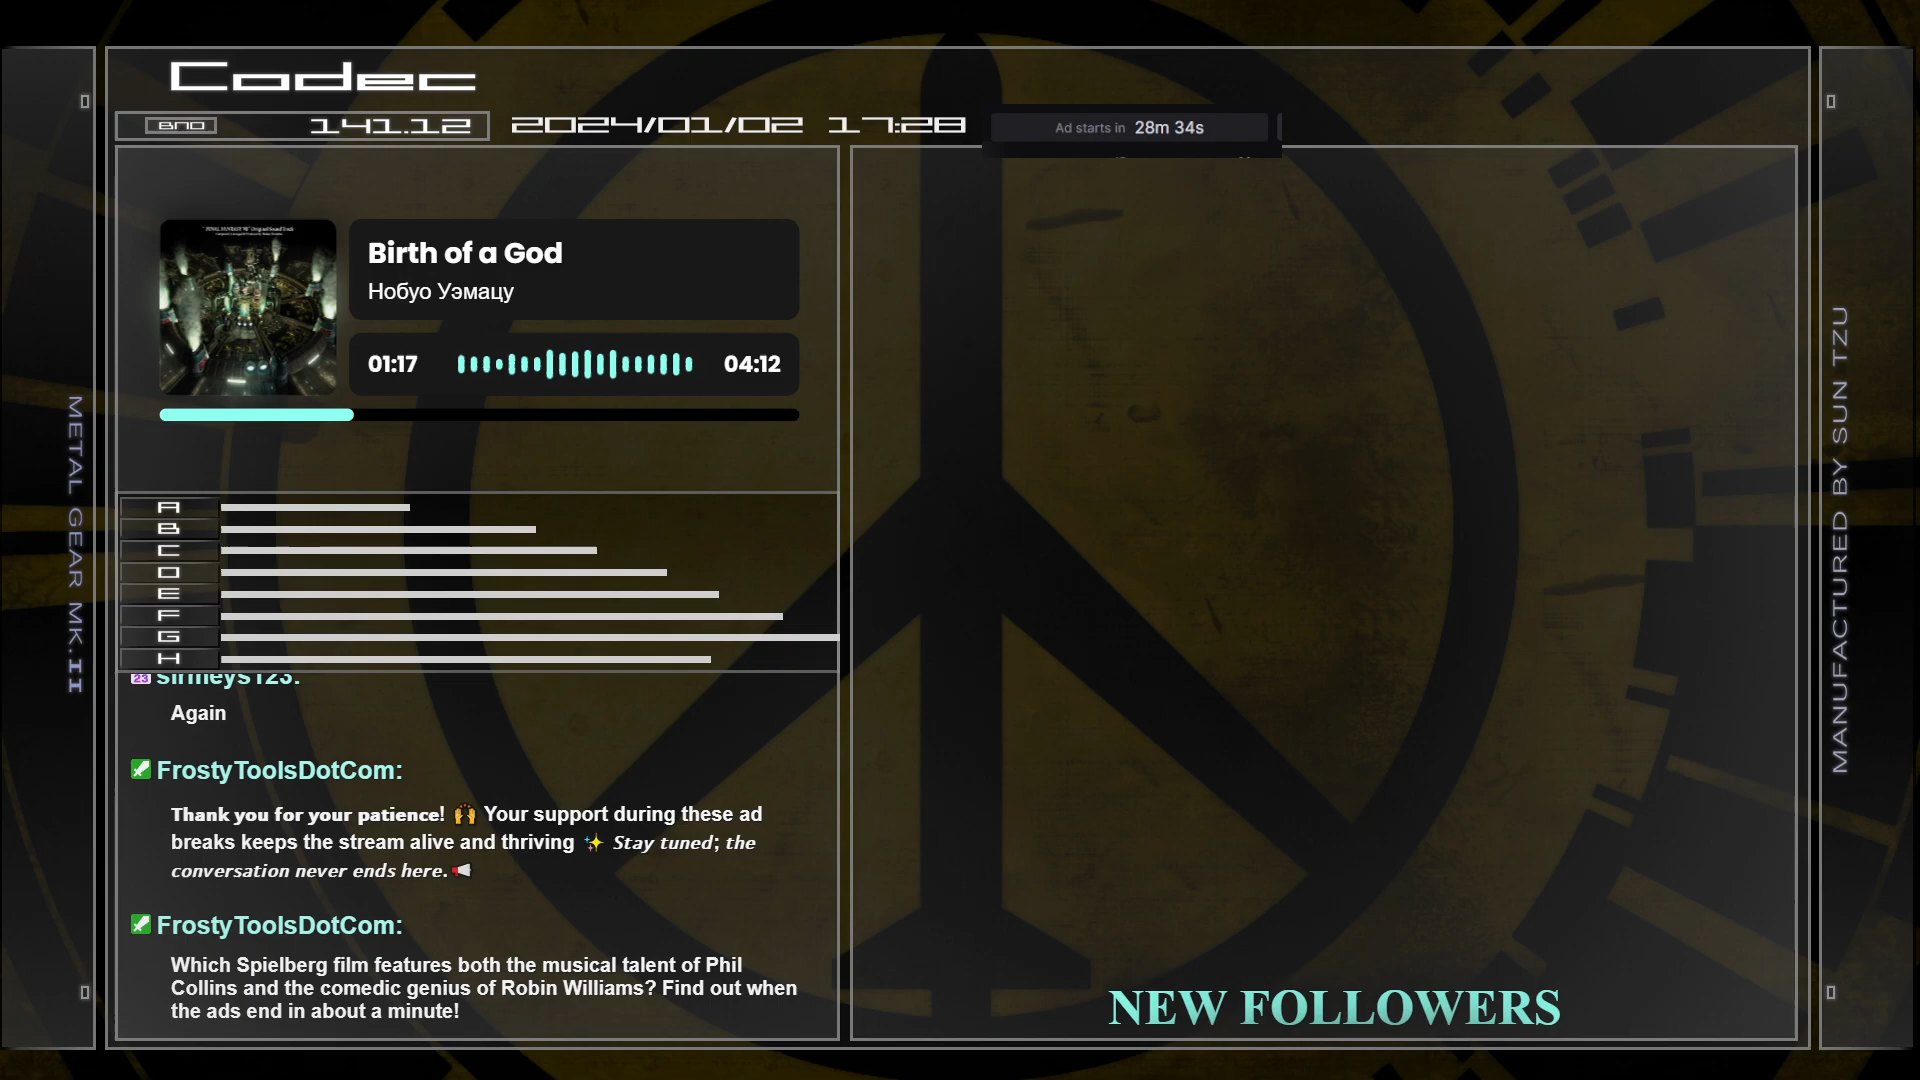 Codec
BNO
141.12
2024/01/02 17:28
Ad starts in 28m 34s
METAL GEAR MK.II
MANUFACTURED BY SUN TZU
Birth of a God
Нобуо Уэмацу
01:17
04:12
A
B
C
D
E
F
G
H
23 sirmeys123:
Again
FrostyToolsDotCom:
Thank you for your patience! 🙌 Your support during these ad
breaks keeps the stream alive and thriving ✨ Stay tuned; the
conversation never ends here. 📢
FrostyToolsDotCom:
Which Spielberg film features both the musical talent of Phil
Collins and the comedic genius of Robin Williams? Find out when
the ads end in about a minute!
NEW FOLLOWERS